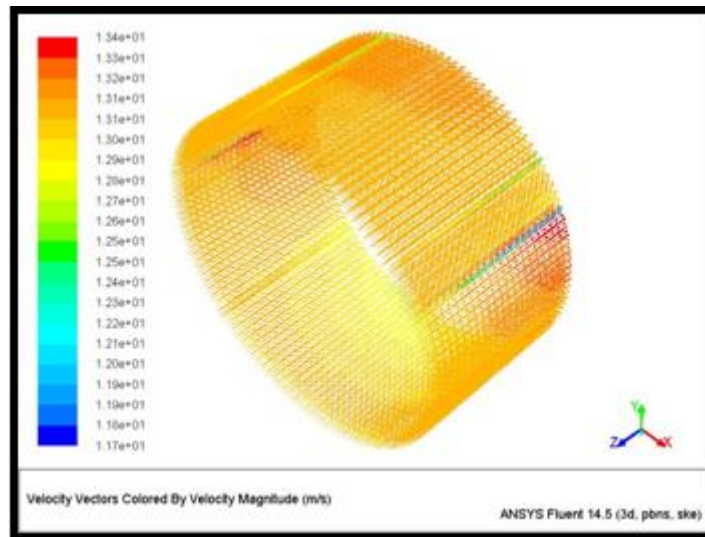 1.34e+01
1.33e+01
1.32e+01
1.31e+01
1.31e+01
1.30e+01
1.29e+01
1.28e+01
1.27e+01
1.26e+01
1.25e+01
1.24e+01
1.23e+01
1.22e+01
1.21e+01
1.20e+01
1.19e+01
1.19e+01
1.18e+01
1.17e+01
Y
Z
X
Velocity Vectors Colored By Velocity Magnitude (m/s)
ANSYS Fluent 14.5 (3d, pbns, ske)